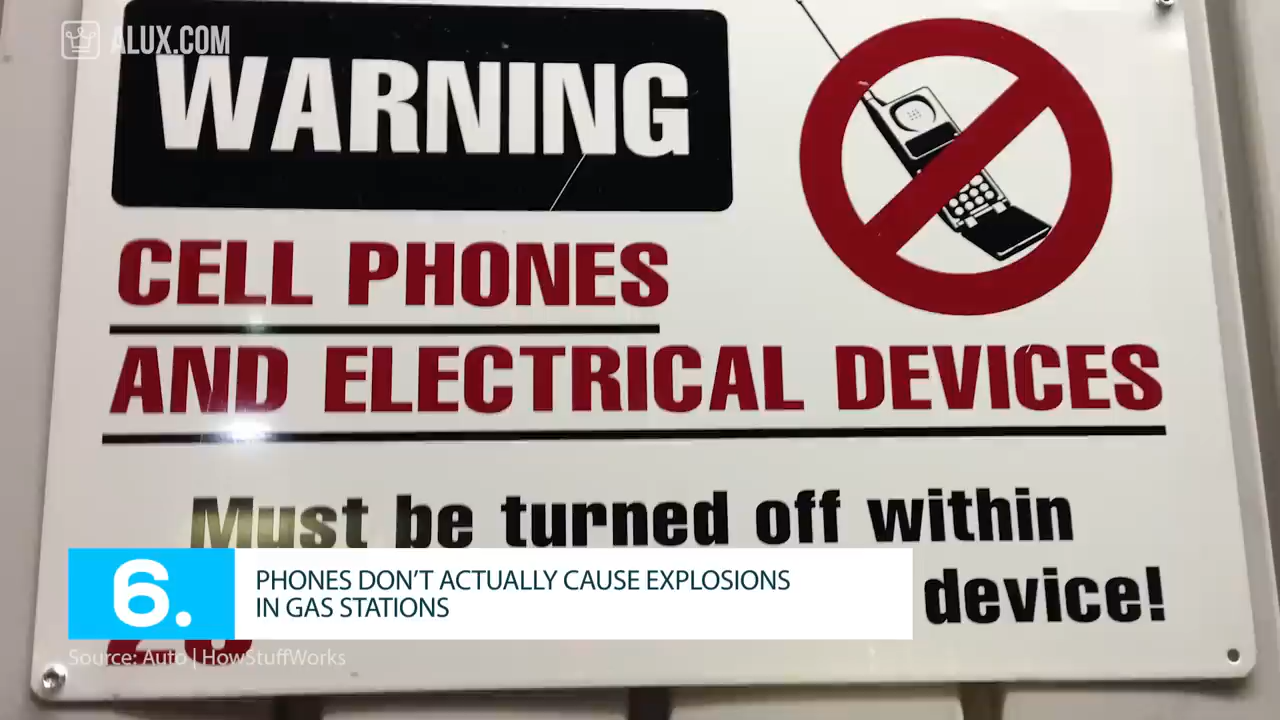 ALUX.COM
WARNING
CELL PHONES
AND ELECTRICAL DEVICES
Must be turned off within
device!
6.
PHONES DON'T ACTUALLY CAUSE EXPLOSIONS
IN GAS STATIONS
Source: Auto | HowStuffWorks